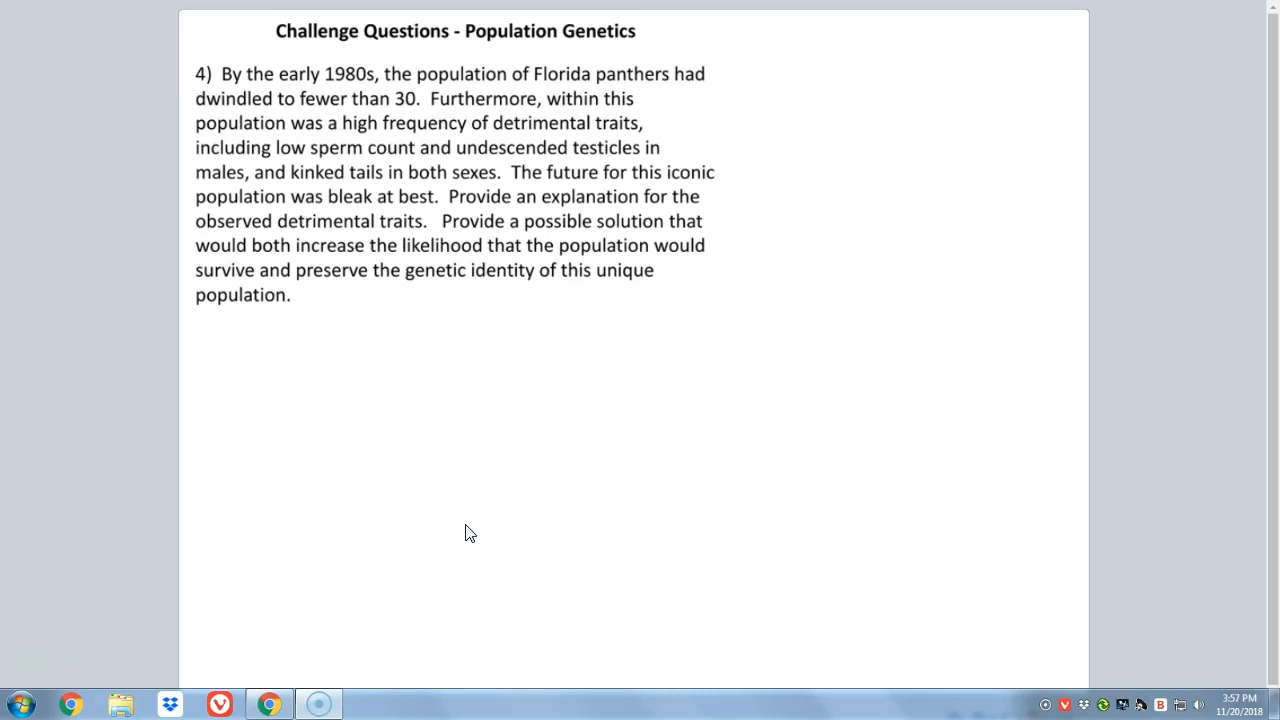 Challenge Questions - Population Genetics
4)  By the early 1980s, the population of Florida panthers had
dwindled to fewer than 30.  Furthermore, within this
population was a high frequency of detrimental traits,
including low sperm count and undescended testicles in
males, and kinked tails in both sexes.  The future for this iconic
population was bleak at best.  Provide an explanation for the
observed detrimental traits.   Provide a possible solution that
would both increase the likelihood that the population would
survive and preserve the genetic identity of this unique
population.
3:57 PM
11/20/2018